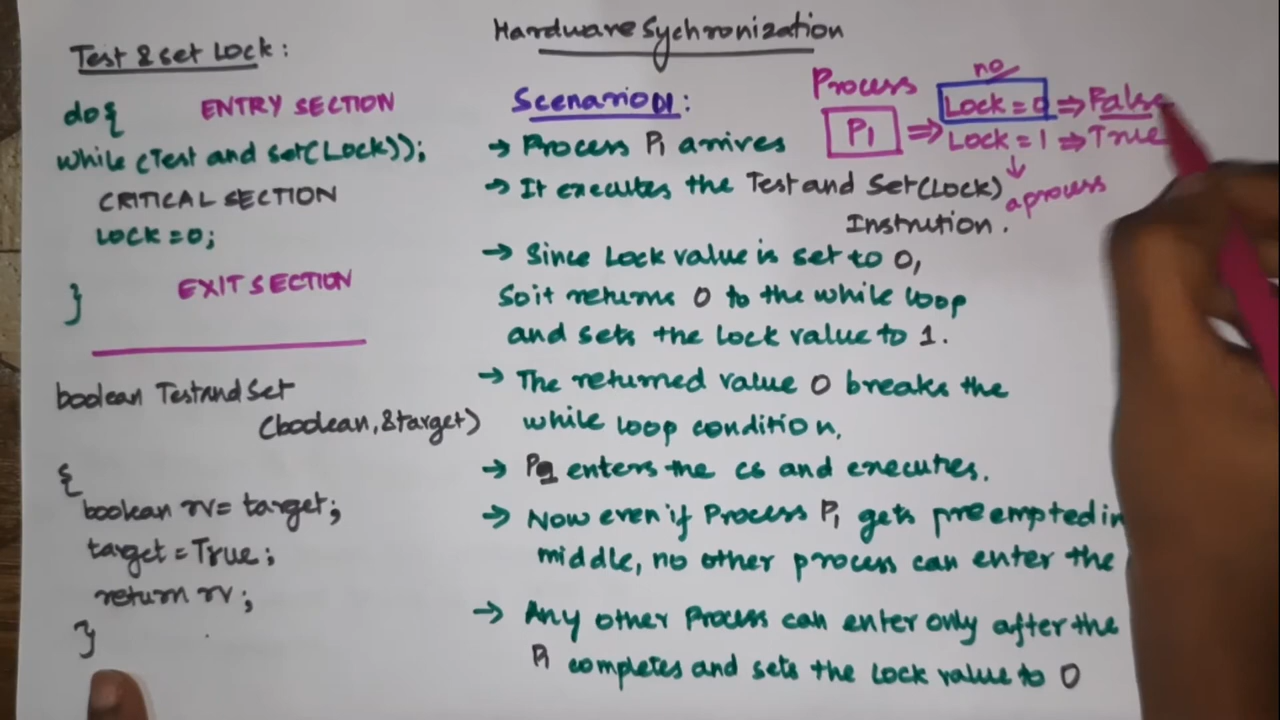 Hardware Sychronization
Test & set Lock:
do{ ENTRY SECTION
while (Test and set(Lock));
CRITICAL SECTION
LOCK = 0;
} EXIT SECTION
boolean TestandSet
(boolean, &target)
{
boolean rv = target;
target = True;
return rv;
}
Scenario 01:
→ Process P1 arrives
→ It executes the Test and Set(Lock)
Instrution.
→ Since Lock value is set to 0,
So it returns 0 to the while loop
and sets the lock value to 1.
→ The returned value 0 breaks the
while loop condition.
→ P1 enters the cs and executes.
→ Now even if Process P1 gets preempted in
middle, no other process can enter the
→ Any other Process can enter only after the
P1 completes and sets the Lock value to 0
Process
P1 ⇒
no
Lock = 0 ⇒ False
Lock = 1 ⇒ True
↓
a process